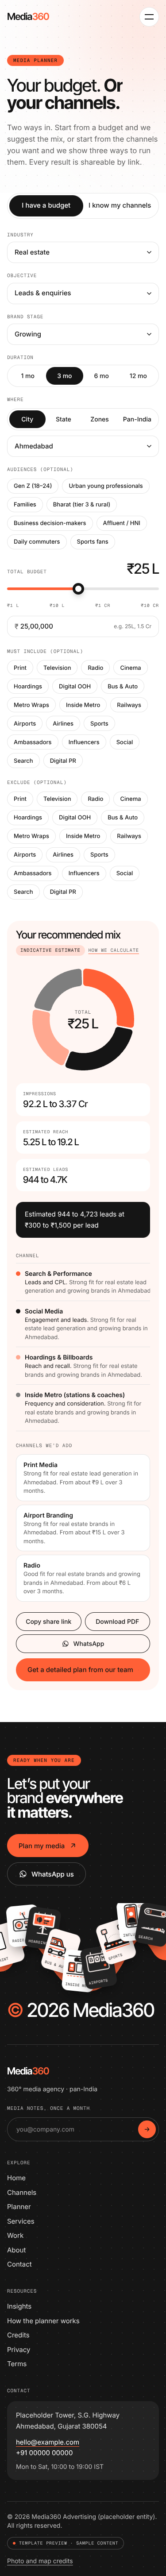 Media360
MEDIA PLANNER
Your budget. Or
your channels.
Two ways in. Start from a budget and we
suggest the mix, or start from the channels
you want and we show three ways to run
them. Every result is shareable by link.
I have a budget
I know my channels
INDUSTRY
Real estate
OBJECTIVE
Leads & enquiries
BRAND STAGE
Growing
DURATION
1 mo 3 mo 6 mo 12 mo
WHERE
City State Zones Pan-India
Ahmedabad
AUDIENCES (OPTIONAL)
Gen Z (18–24) Urban young professionals
Families Bharat (tier 3 & rural)
Business decision-makers Affluent / HNI
Daily commuters Sports fans
TOTAL BUDGET ₹25 L
₹1 L ₹10 L ₹1 CR ₹10 CR
₹ 25,00,000 e.g. 25L, 1.5 Cr
MUST INCLUDE (OPTIONAL)
Print Television Radio Cinema
Hoardings Digital OOH Bus & Auto
Metro Wraps Inside Metro Railways
Airports Airlines Sports
Ambassadors Influencers Social
Search Digital PR
EXCLUDE (OPTIONAL)
Print Television Radio Cinema
Hoardings Digital OOH Bus & Auto
Metro Wraps Inside Metro Railways
Airports Airlines Sports
Ambassadors Influencers Social
Search Digital PR
Your recommended mix
INDICATIVE ESTIMATE HOW WE CALCULATE
TOTAL
₹25 L
IMPRESSIONS
92.2 L to 3.37 Cr
ESTIMATED REACH
5.25 L to 19.2 L
ESTIMATED LEADS
944 to 4.7K
Estimated 944 to 4,723 leads at
₹300 to ₹1,500 per lead
CHANNEL
Search & Performance
Leads and CPL. Strong fit for real estate lead
generation and growing brands in Ahmedabad
Social Media
Engagement and leads. Strong fit for real
estate lead generation and growing brands in
Ahmedabad.
Hoardings & Billboards
Reach and recall. Strong fit for real estate
brands and growing brands in Ahmedabad.
Inside Metro (stations & coaches)
Frequency and consideration. Strong fit for
real estate brands and growing brands in
Ahmedabad.
CHANNELS WE'D ADD
Print Media
Strong fit for real estate lead generation in
Ahmedabad. From about ₹9 L over 3
months.
Airport Branding
Strong fit for real estate brands in
Ahmedabad. From about ₹15 L over 3
months.
Radio
Good fit for real estate brands and growing
brands in Ahmedabad. From about ₹6 L
over 3 months.
Copy share link Download PDF
WhatsApp
Get a detailed plan from our team
READY WHEN YOU ARE
Let's put your
brand everywhere
it matters.
Plan my media
WhatsApp us
RADIO
HOARDINGS
INSIDE METRO
AIRPORTS
SPORTS
SEARCH
© 2026 Media360
Media360
360° media agency · pan-India
MEDIA NOTES, ONCE A MONTH
you@company.com
EXPLORE
Home
Channels
Planner
Services
Work
About
Contact
RESOURCES
Insights
How the planner works
Credits
Privacy
Terms
CONTACT
Placeholder Tower, S.G. Highway
Ahmedabad, Gujarat 380054
hello@example.com
+91 00000 00000
Mon to Sat, 10:00 to 19:00 IST
© 2026 Media360 Advertising (placeholder entity).
All rights reserved.
TEMPLATE PREVIEW · SAMPLE CONTENT
Photo and map credits